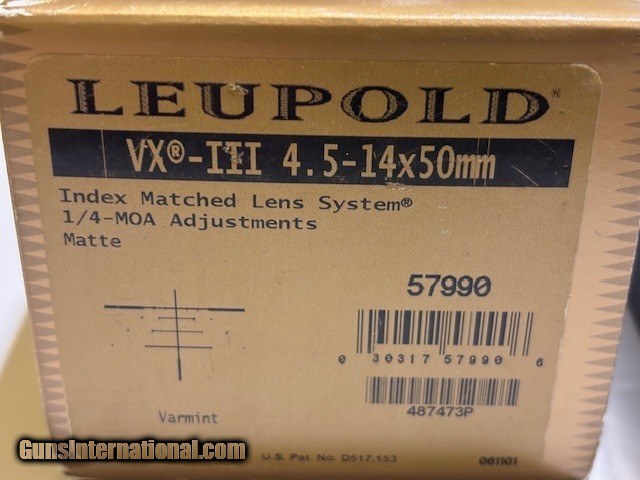 LEUPOLD®
VX®-III 4.5-14x50mm
Index Matched Lens System®
1/4-MOA Adjustments
Matte
57990
0 30317 57990 6
487473P
Varmint
GunsInternational.com
U.S. Pat. No. D517,153
061101